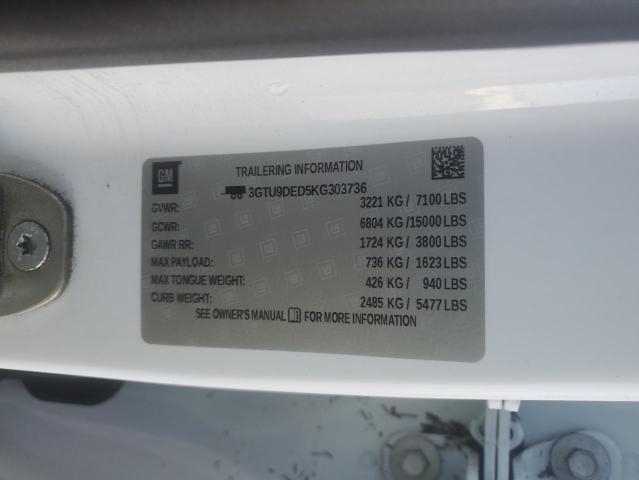 GM
TRAILERING INFORMATION
3GTU9DED5KG303736
GVWR: 3221 KG / 7100 LBS
GCWR: 6804 KG /15000 LBS
GAWR RR: 1724 KG / 3800 LBS
MAX PAYLOAD: 736 KG / 1623 LBS
MAX TONGUE WEIGHT: 426 KG / 940 LBS
CURB WEIGHT: 2485 KG / 5477 LBS
SEE OWNER'S MANUAL FOR MORE INFORMATION